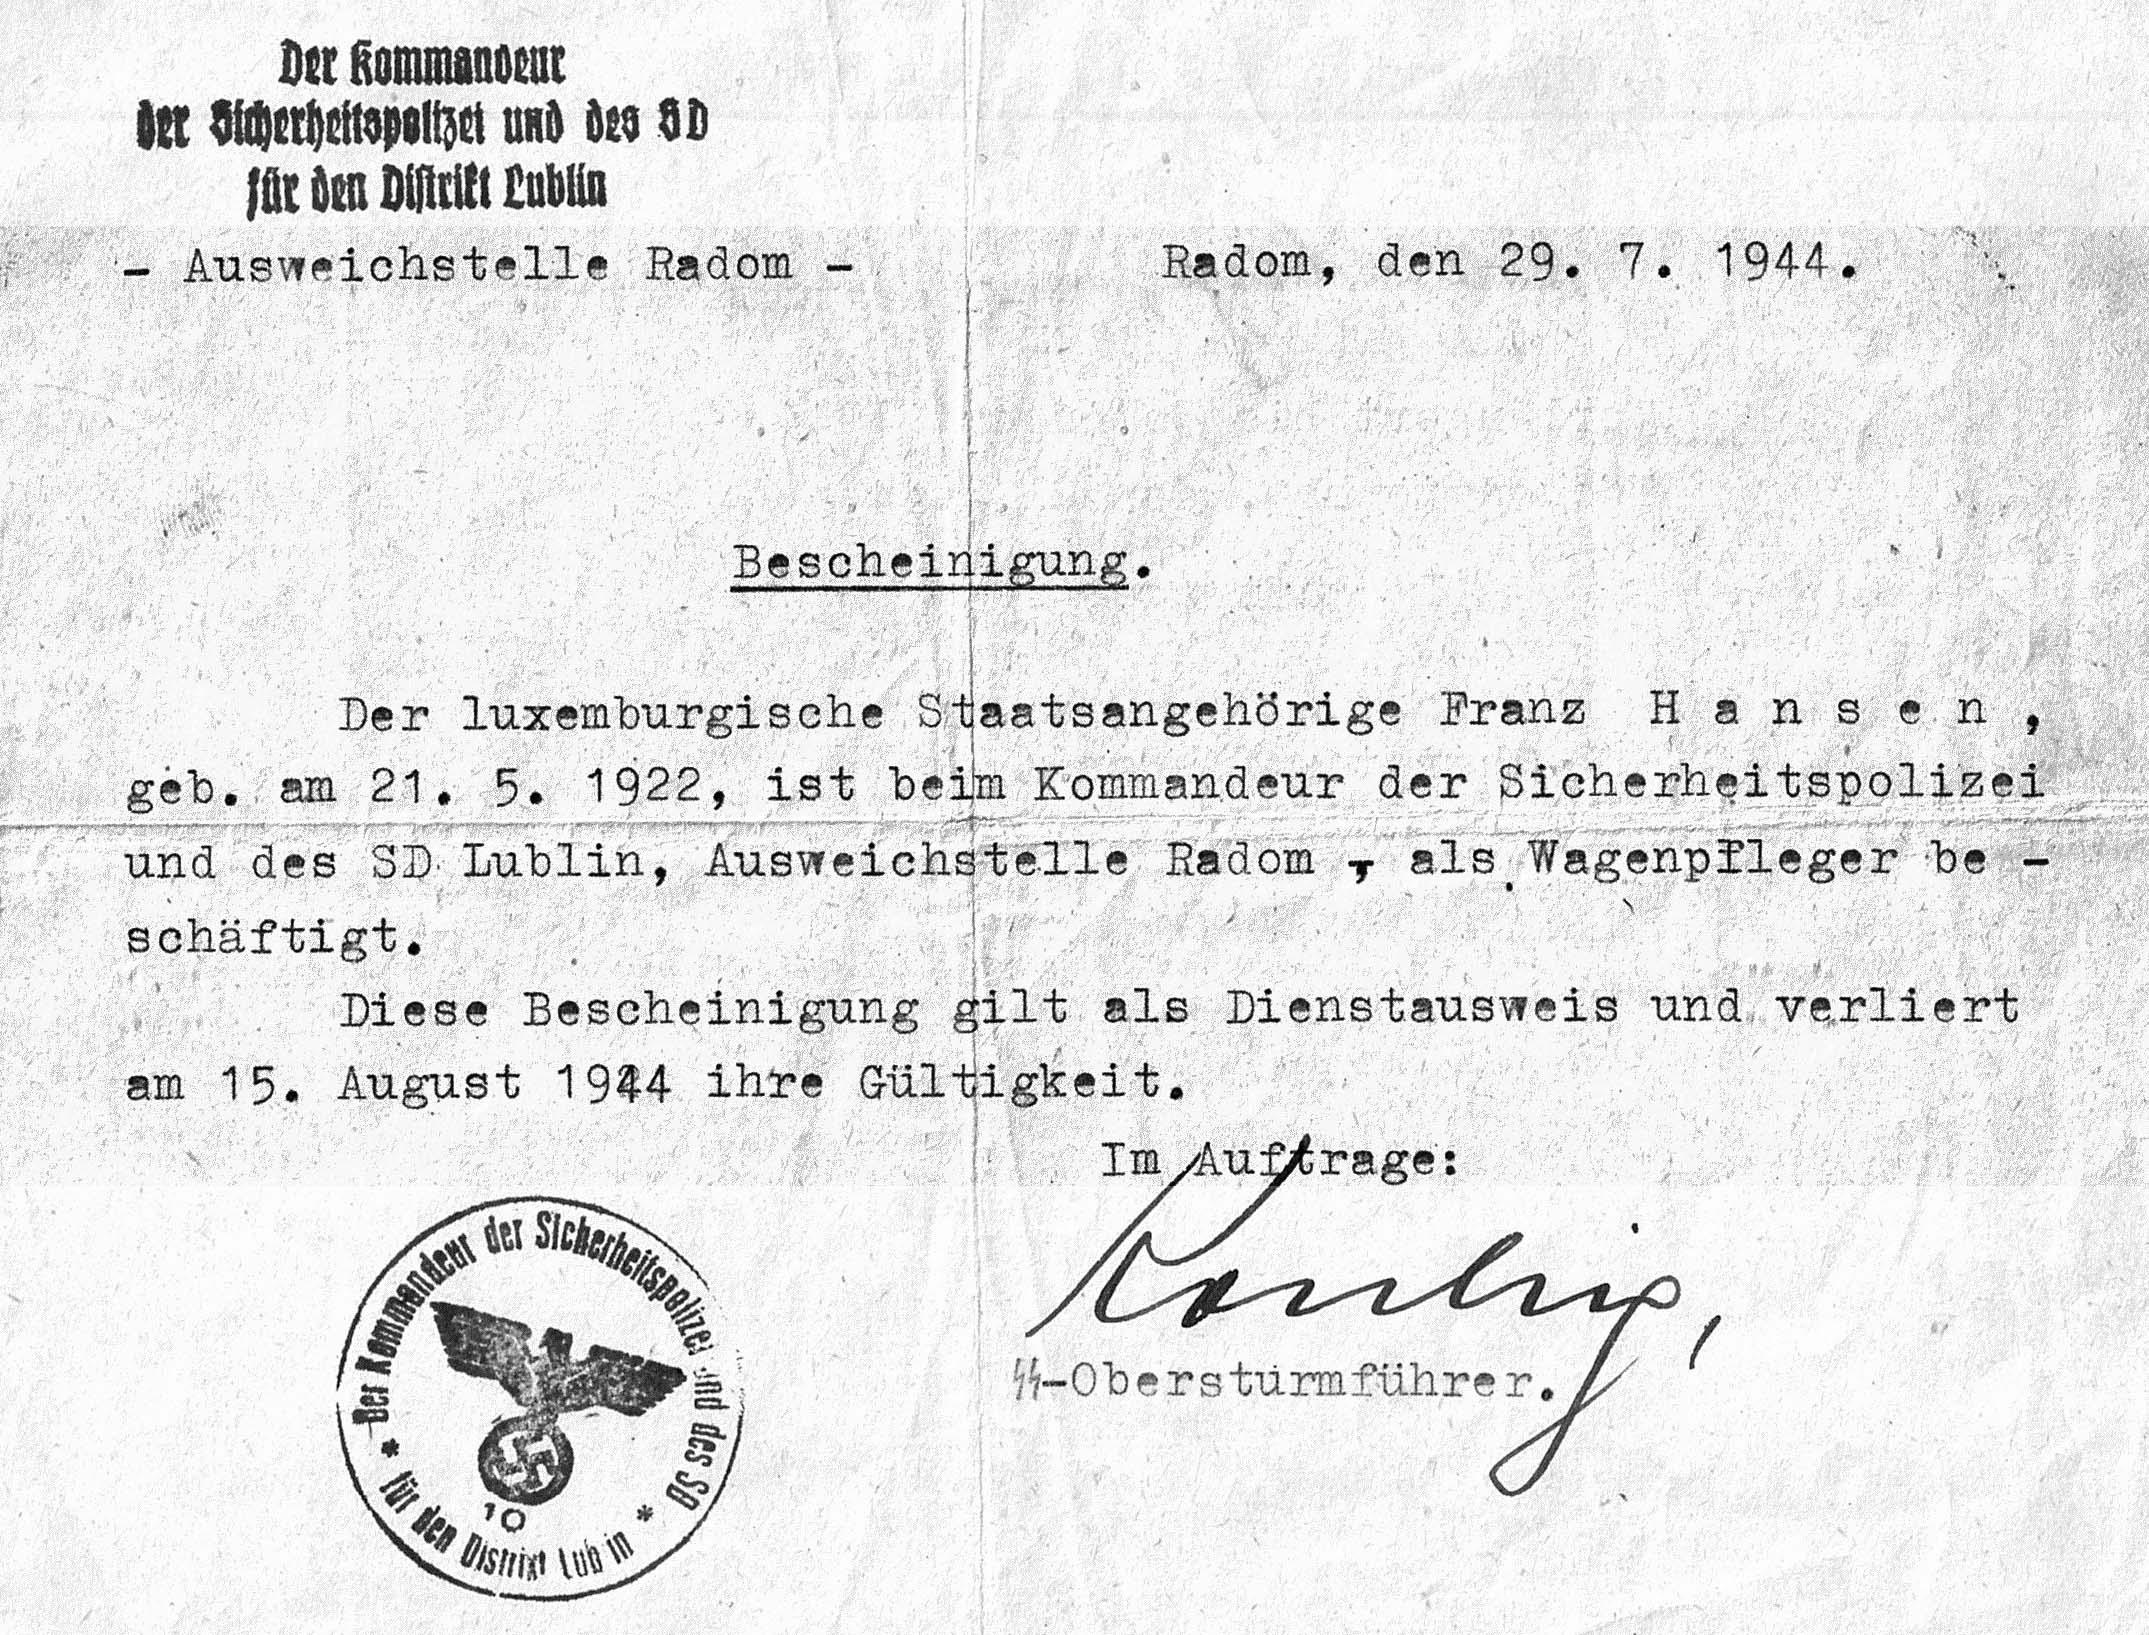 Der Kommandeur
der Sicherheitspolizei und des SD
für den Distrikt Lublin
- Ausweichstelle Radom -
Radom, den 29. 7. 1944.
Bescheinigung.
Der luxemburgische Staatsangehörige Franz H a n s e n ,
geb. am 21. 5. 1922, ist beim Kommandeur der Sicherheitspolizei
und des SD Lublin, Ausweichstelle Radom , als Wagenpfleger be -
schäftigt.
Diese Bescheinigung gilt als Dienstausweis und verliert
am 15. August 1944 ihre Gültigkeit.
Im Auftrage:
SS-Obersturmführer.
Der Kommandeur der Sicherheitspolizei und des SD
* für den Distrikt Lublin *
10